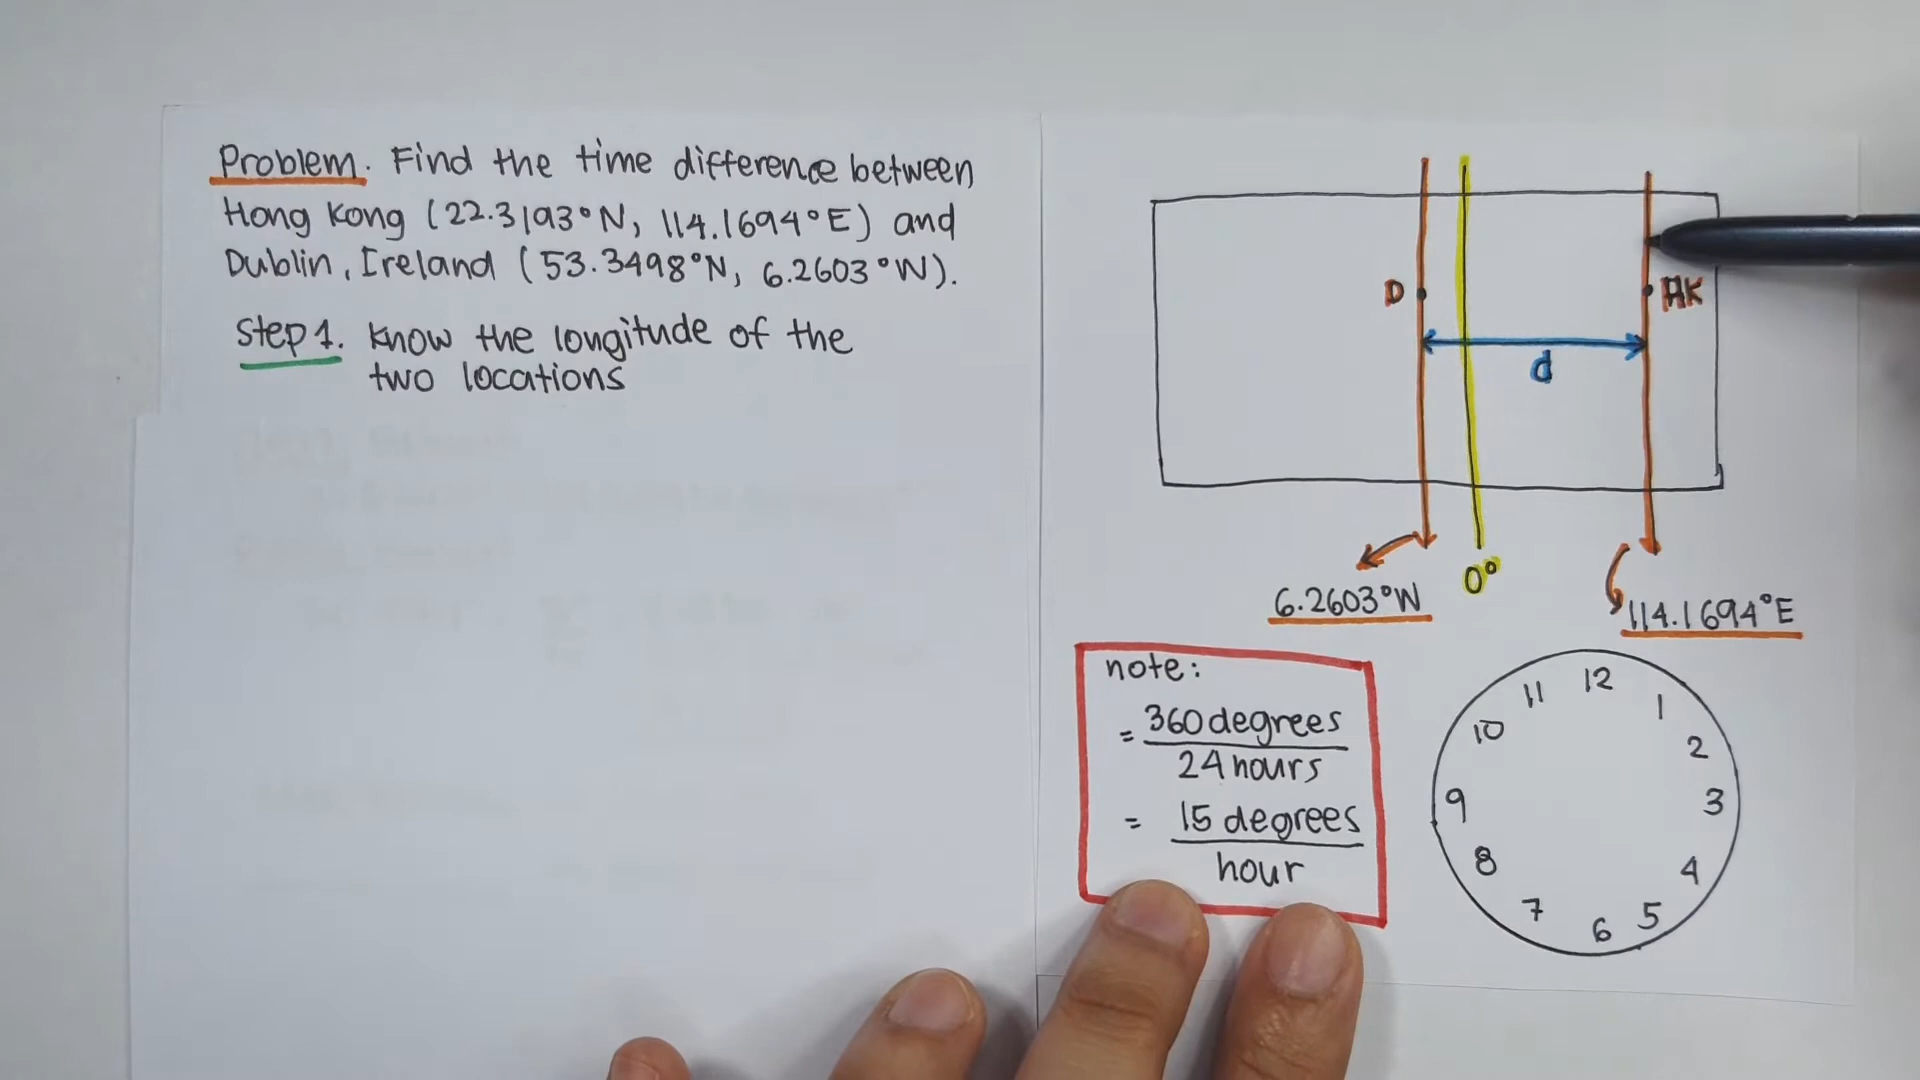 Problem. Find the time difference between
Hong Kong (22.3193°N, 114.1694°E) and
Dublin, Ireland (53.3498°N, 6.2603°W).
Step 1. Know the longitude of the
two locations
D
HK
d
6.2603°W
0°
114.1694°E
note:
= 360 degrees
24 hours
= 15 degrees
hour
12
11
1
10
2
9
3
8
4
7
5
6